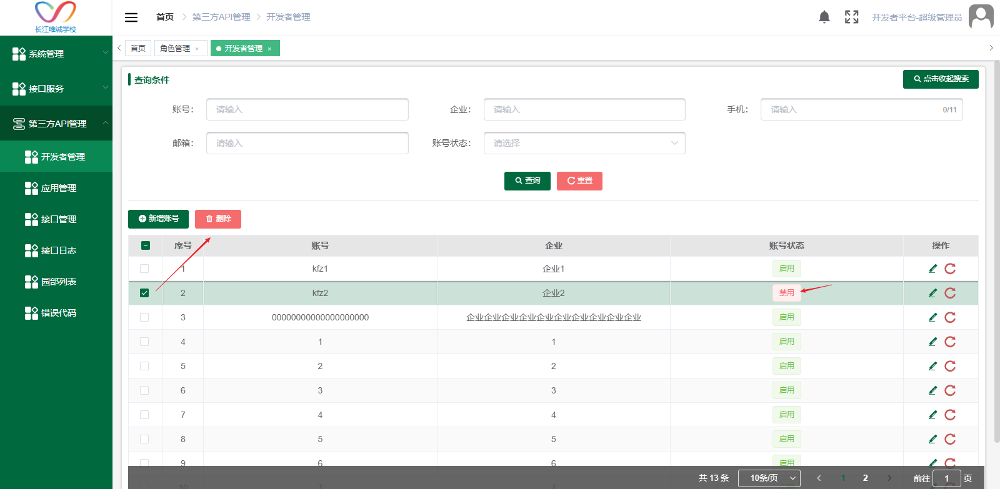 长江唯诚学校
首页 第三方API管理 开发者管理
开发者平台-超级管理员
首页
角色管理 ×
开发者管理 ×
系统管理
接口服务
第三方API管理
开发者管理
应用管理
接口管理
接口日志
园部列表
错误代码
查询条件
点击收起搜索
账号: 请输入
企业: 请输入
手机: 请输入 0/11
邮箱: 请输入
账号状态: 请选择
查询
重置
新增账号
删除
序号 账号 企业 账号状态 操作
1 kfz1 企业1 启用
2 kfz2 企业2 禁用
3 00000000000000000000 企业企业企业企业企业企业企业企业企业企业 启用
4 1 1 启用
5 2 2 启用
6 3 3 启用
7 4 4 启用
8 5 5 启用
9 6 6 启用
10 7 7
共 13 条 10条/页 1 2 前往 1 页